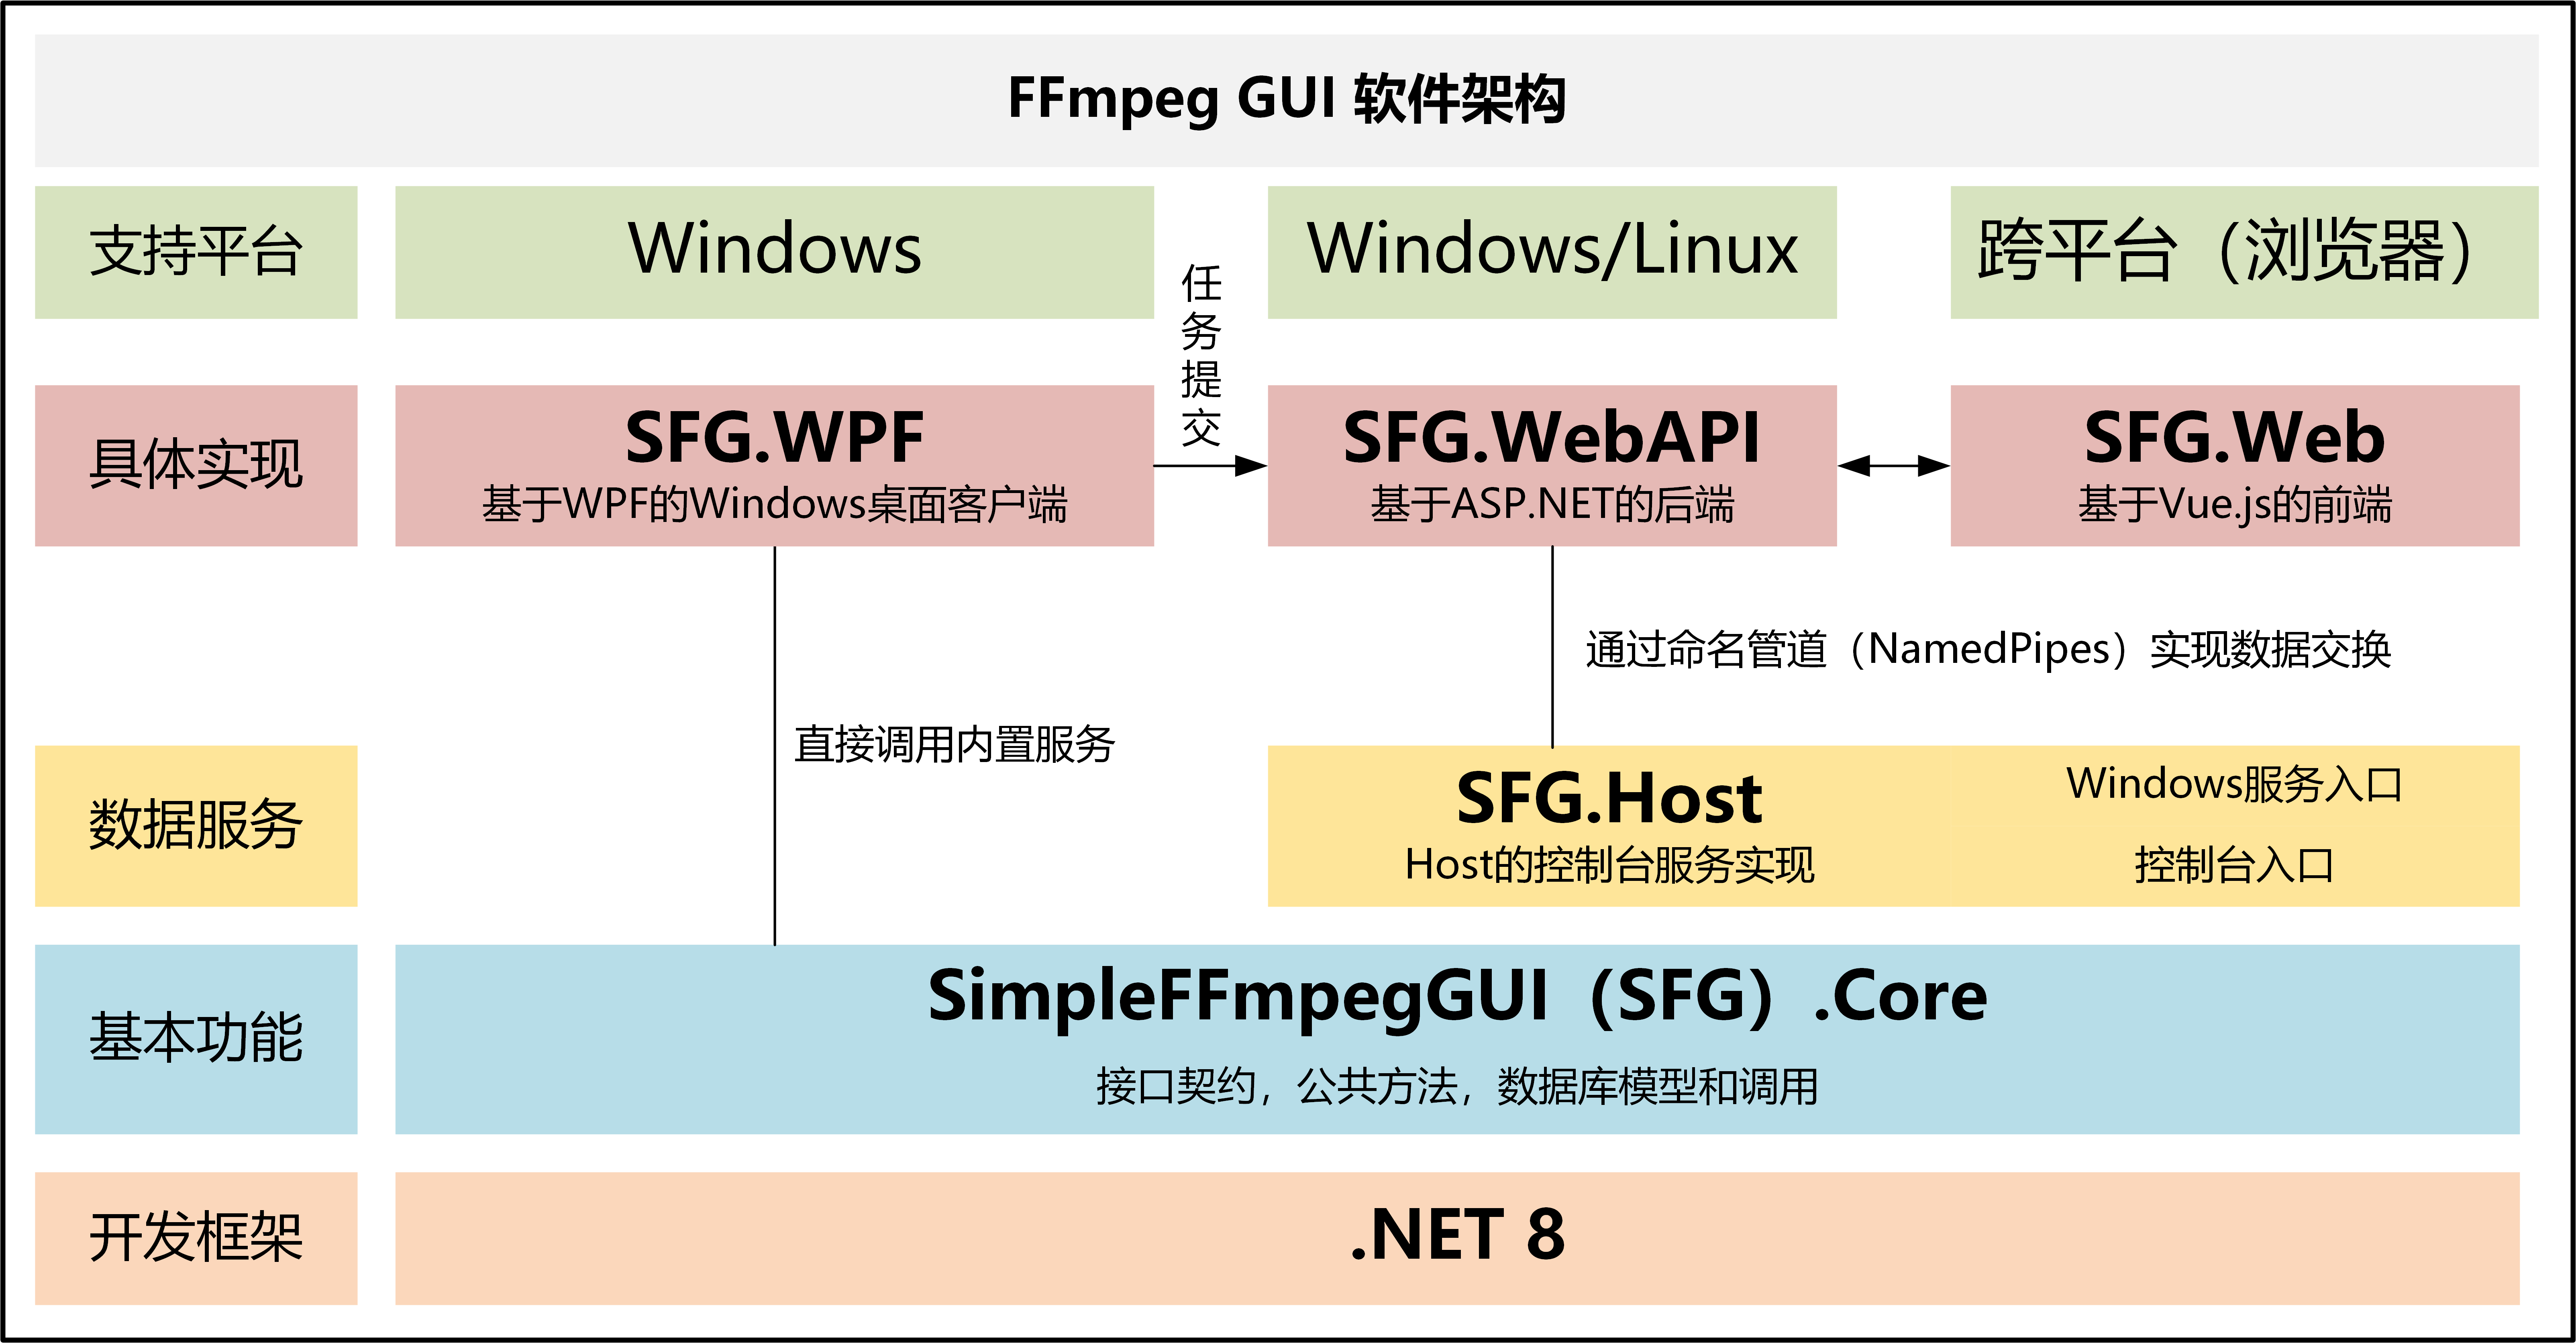 FFmpeg GUI 软件架构
支持平台
Windows
Windows/Linux
跨平台（浏览器）
任务提交
具体实现
SFG.WPF
基于WPF的Windows桌面客户端
SFG.WebAPI
基于ASP.NET的后端
SFG.Web
基于Vue.js的前端
通过命名管道（NamedPipes）实现数据交换
直接调用内置服务
数据服务
SFG.Host
Host的控制台服务实现
Windows服务入口
控制台入口
基本功能
SimpleFFmpegGUI（SFG）.Core
接口契约，公共方法，数据库模型和调用
开发框架
.NET 8